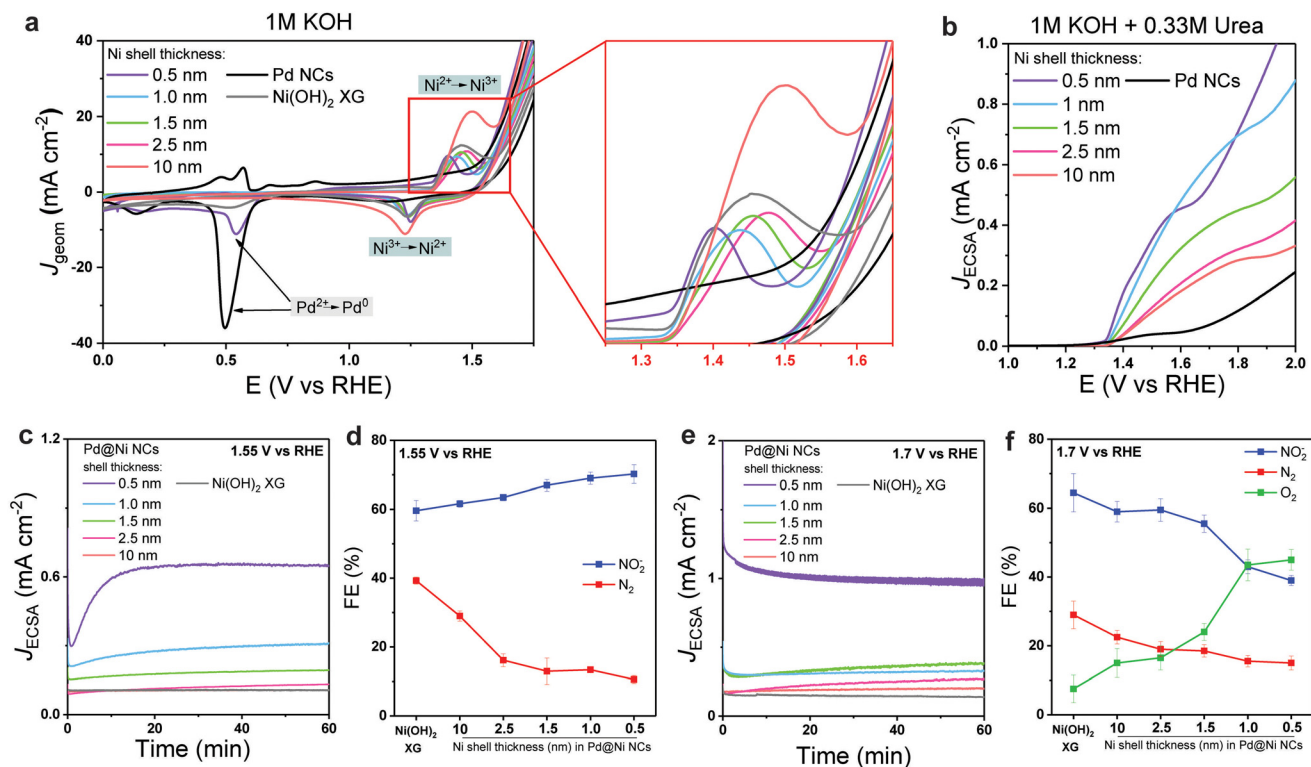 a
1M KOH
Ni shell thickness:
0.5 nm
Pd NCs
1.0 nm
Ni(OH)₂ XG
1.5 nm
2.5 nm
10 nm
Ni²⁺→Ni³⁺
Ni³⁺→Ni²⁺
Pd²⁺→Pd⁰
40
20
0
-20
-40
J_geom (mA cm⁻²)
0.0 0.5 1.0 1.5
E (V vs RHE)
1.3 1.4 1.5 1.6
b
1M KOH + 0.33M Urea
Ni shell thickness:
0.5 nm
Pd NCs
1 nm
1.5 nm
2.5 nm
10 nm
1.0
0.8
0.6
0.4
0.2
0
J_ECSA (mA cm⁻²)
1.0 1.2 1.4 1.6 1.8 2.0
E (V vs RHE)
c
Pd@Ni NCs
1.55 V vs RHE
shell thickness:
0.5 nm
Ni(OH)₂ XG
1.0 nm
1.5 nm
2.5 nm
10 nm
1.2
0.6
0.0
J_ECSA (mA cm⁻²)
0 20 40 60
Time (min)
d
1.55 V vs RHE
NO₂⁻
N₂
80
60
40
20
0
FE (%)
Ni(OH)₂ 10 2.5 1.5 1.0 0.5
XG Ni shell thickness (nm) in Pd@Ni NCs
e
Pd@Ni NCs
1.7 V vs RHE
shell thickness:
0.5 nm
Ni(OH)₂ XG
1.0 nm
1.5 nm
2.5 nm
10 nm
2
1
0
J_ECSA (mA cm⁻²)
0 20 40 60
Time (min)
f
1.7 V vs RHE
NO₂⁻
N₂
O₂
80
60
40
20
0
FE (%)
Ni(OH)₂ 10 2.5 1.5 1.0 0.5
XG Ni shell thickness (nm) in Pd@Ni NCs